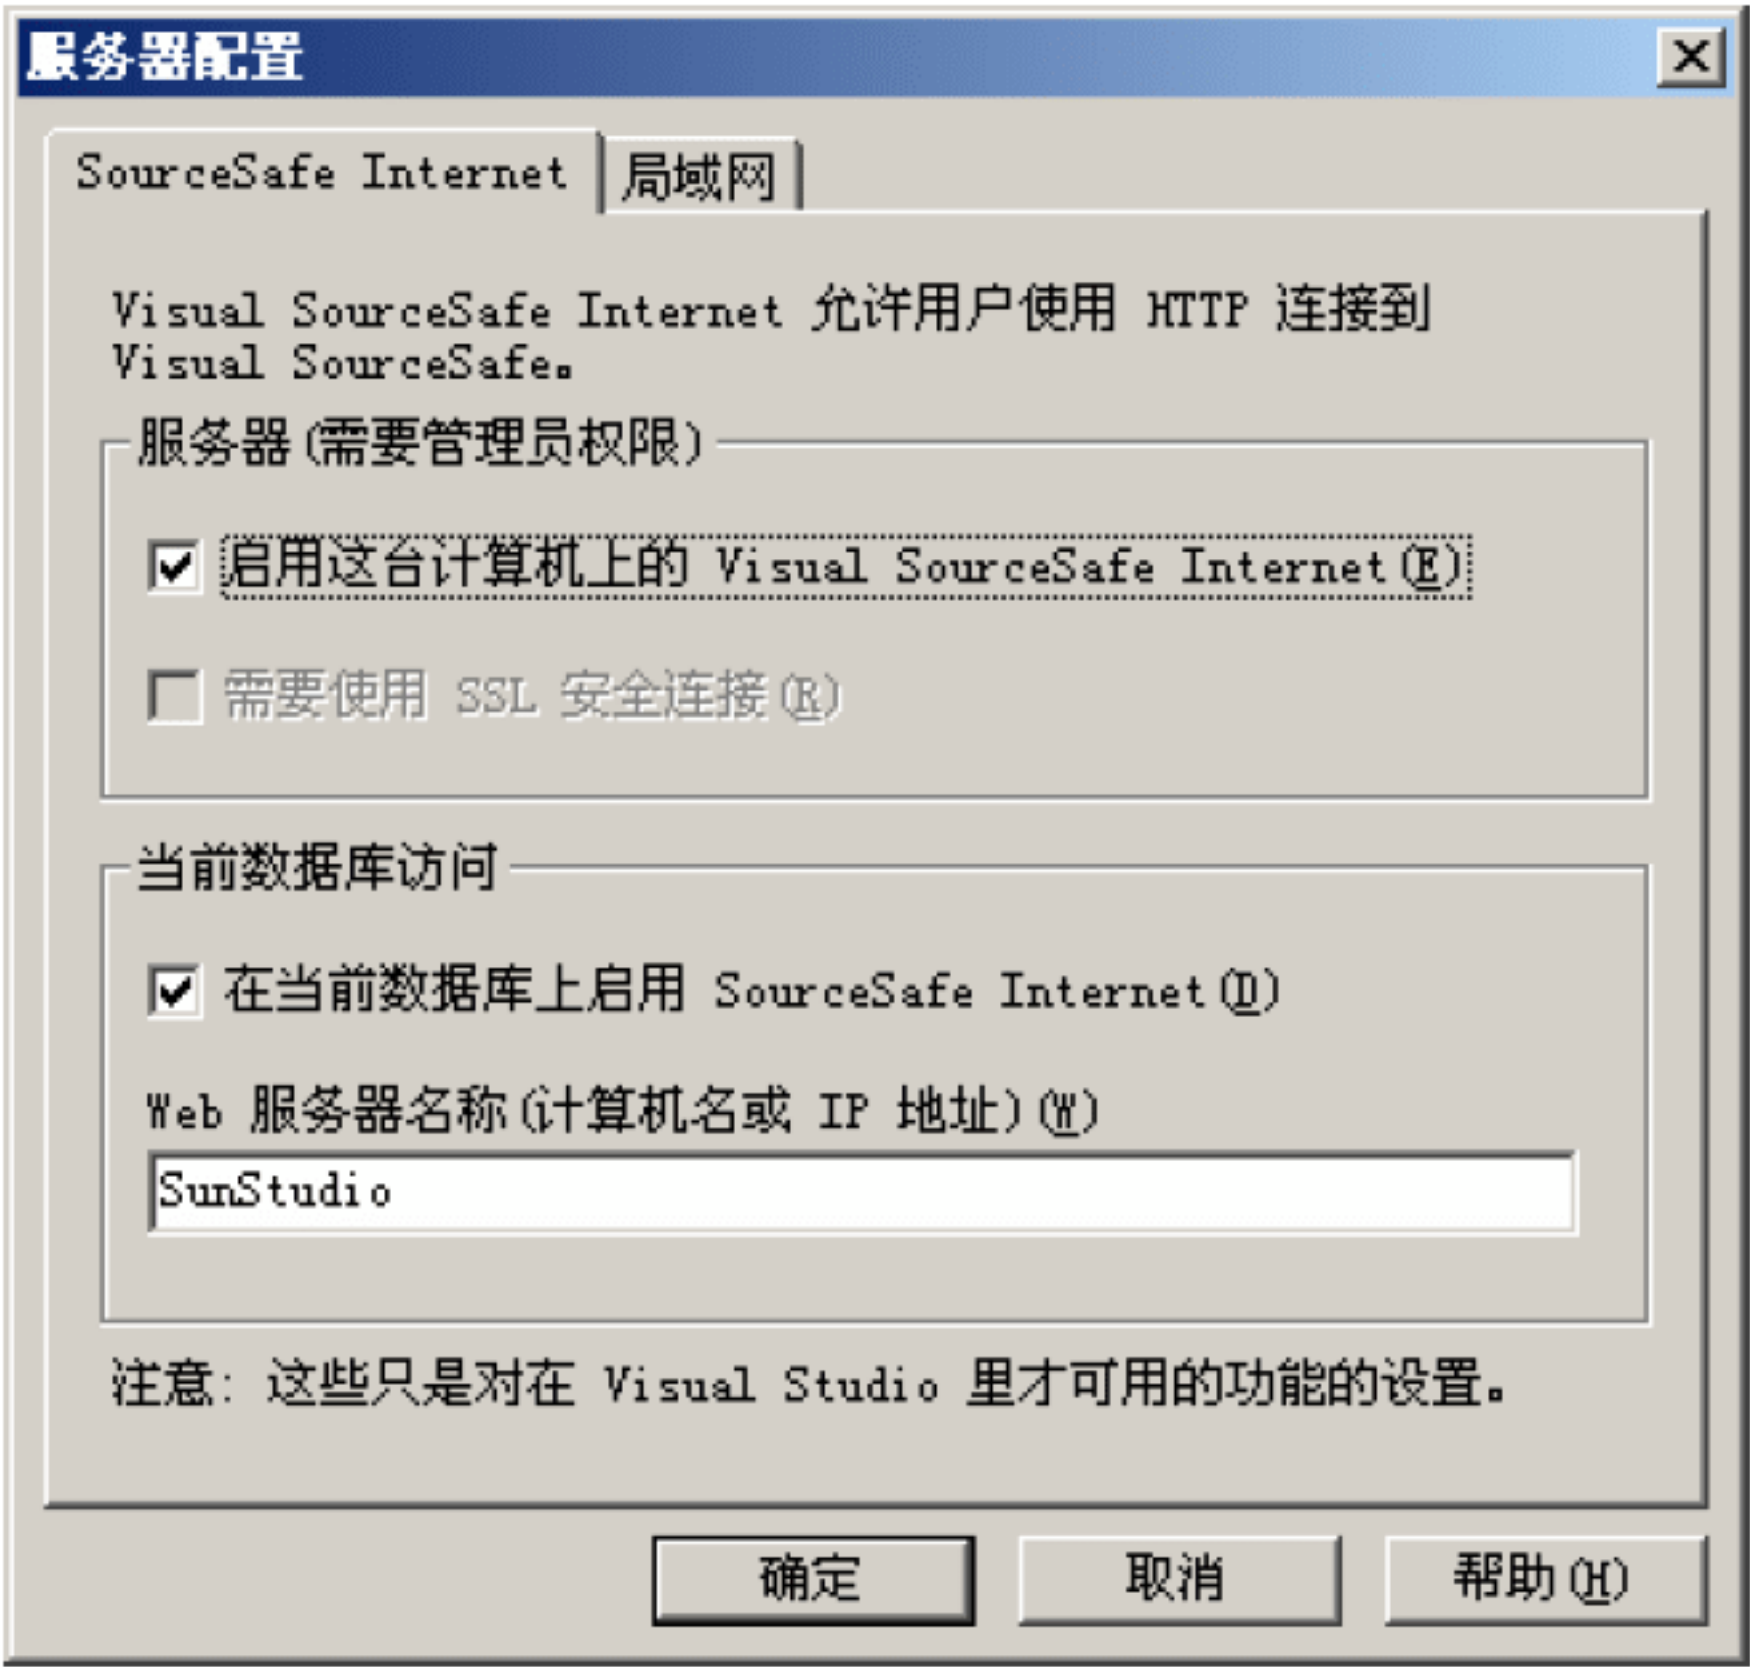 服务器配置
SourceSafe Internet
局域网
Visual SourceSafe Internet 允许用户使用 HTTP 连接到
Visual SourceSafe。
服务器(需要管理员权限)
启用这台计算机上的 Visual SourceSafe Internet(E)
需要使用 SSL 安全连接(R)
当前数据库访问
在当前数据库上启用 SourceSafe Internet(D)
Web 服务器名称(计算机名或 IP 地址)(W)
SunStudio
注意: 这些只是对在 Visual Studio 里才可用的功能的设置。
确定
取消
帮助(H)